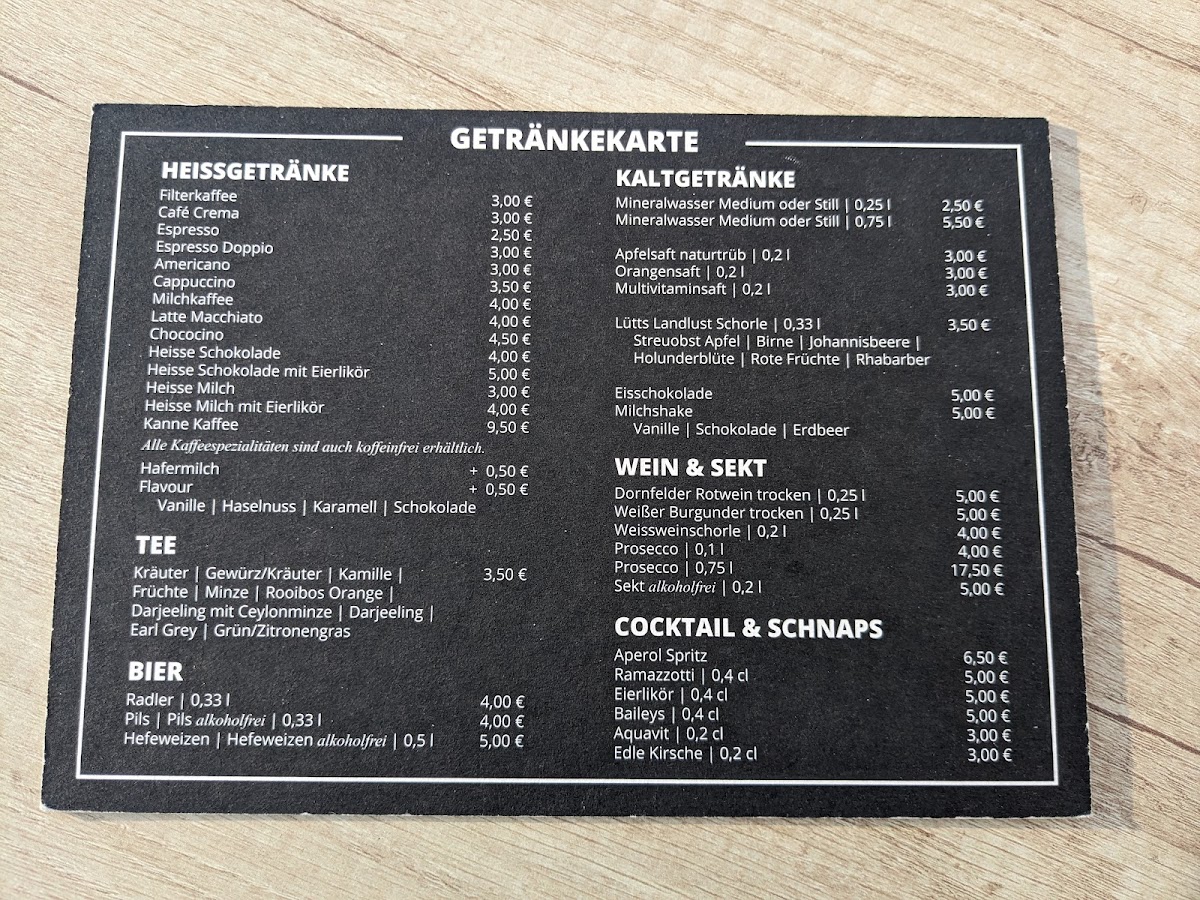 GETRÄNKEKARTE
HEISSGETRÄNKE
Filterkaffee 3,00 €
Café Crema 3,00 €
Espresso 2,50 €
Espresso Doppio 3,00 €
Americano 3,00 €
Cappuccino 3,50 €
Milchkaffee 4,00 €
Latte Macchiato 4,00 €
Chococino 4,50 €
Heisse Schokolade 4,00 €
Heisse Schokolade mit Eierlikör 5,00 €
Heisse Milch 3,00 €
Heisse Milch mit Eierlikör 4,00 €
Kanne Kaffee 9,50 €
Alle Kaffeespezialitäten sind auch koffeinfrei erhältlich.
Hafermilch + 0,50 €
Flavour + 0,50 €
Vanille | Haselnuss | Karamell | Schokolade
TEE
Kräuter | Gewürz/Kräuter | Kamille | 3,50 €
Früchte | Minze | Rooibos Orange |
Darjeeling mit Ceylonminze | Darjeeling |
Earl Grey | Grün/Zitronengras
BIER
Radler | 0,33 l 4,00 €
Pils | Pils alkoholfrei | 0,33 l 4,00 €
Hefeweizen | Hefeweizen alkoholfrei | 0,5 l 5,00 €
KALTGETRÄNKE
Mineralwasser Medium oder Still | 0,25 l 2,50 €
Mineralwasser Medium oder Still | 0,75 l 5,50 €
Apfelsaft naturtrüb | 0,2 l 3,00 €
Orangensaft | 0,2 l 3,00 €
Multivitaminsaft | 0,2 l 3,00 €
Lütts Landlust Schorle | 0,33 l 3,50 €
Streuobst Apfel | Birne | Johannisbeere |
Holunderblüte | Rote Früchte | Rhabarber
Eisschokolade 5,00 €
Milchshake 5,00 €
Vanille | Schokolade | Erdbeer
WEIN & SEKT
Dornfelder Rotwein trocken | 0,25 l 5,00 €
Weißer Burgunder trocken | 0,25 l 5,00 €
Weissweinschorle | 0,2 l 4,00 €
Prosecco | 0,1 l 4,00 €
Prosecco | 0,75 l 17,50 €
Sekt alkoholfrei | 0,2 l 5,00 €
COCKTAIL & SCHNAPS
Aperol Spritz 6,50 €
Ramazzotti | 0,4 cl 5,00 €
Eierlikör | 0,4 cl 5,00 €
Baileys | 0,4 cl 5,00 €
Aquavit | 0,2 cl 3,00 €
Edle Kirsche | 0,2 cl 3,00 €